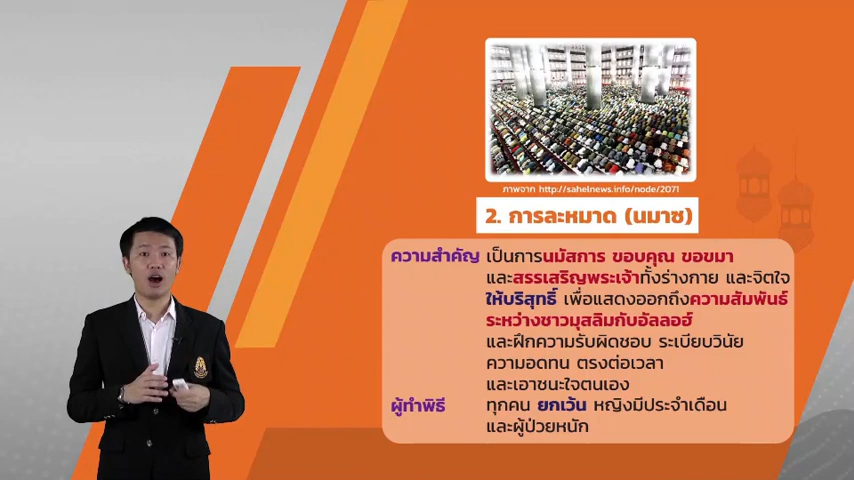 ภาพจาก http://sahelnews.info/node/2071
2. การละหมาด (นมาซ)
ความสำคัญ เป็นการนมัสการ ขอบคุณ ขอขมา
และสรรเสริญพระเจ้าทั้งร่างกาย และจิตใจ
ให้บริสุทธิ์ เพื่อแสดงออกถึงความสัมพันธ์
ระหว่างชาวมุสลิมกับอัลลอฮ์
และฝึกความรับผิดชอบ ระเบียบวินัย
ความอดทน ตรงต่อเวลา
และเอาชนะใจตนเอง
ผู้ทำพิธี ทุกคน ยกเว้น หญิงมีประจำเดือน
และผู้ป่วยหนัก